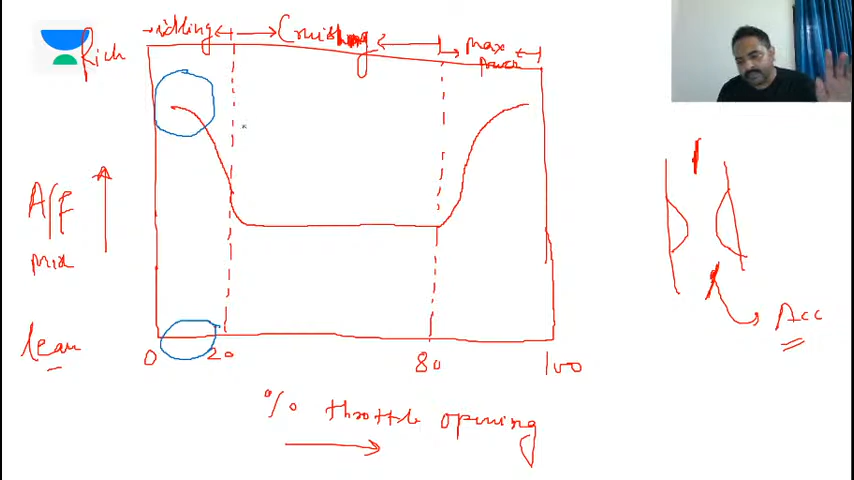 idling Cruising max
power
Rich
A/F
mix
lean
0 20 80 100
% throttle opening
Acc